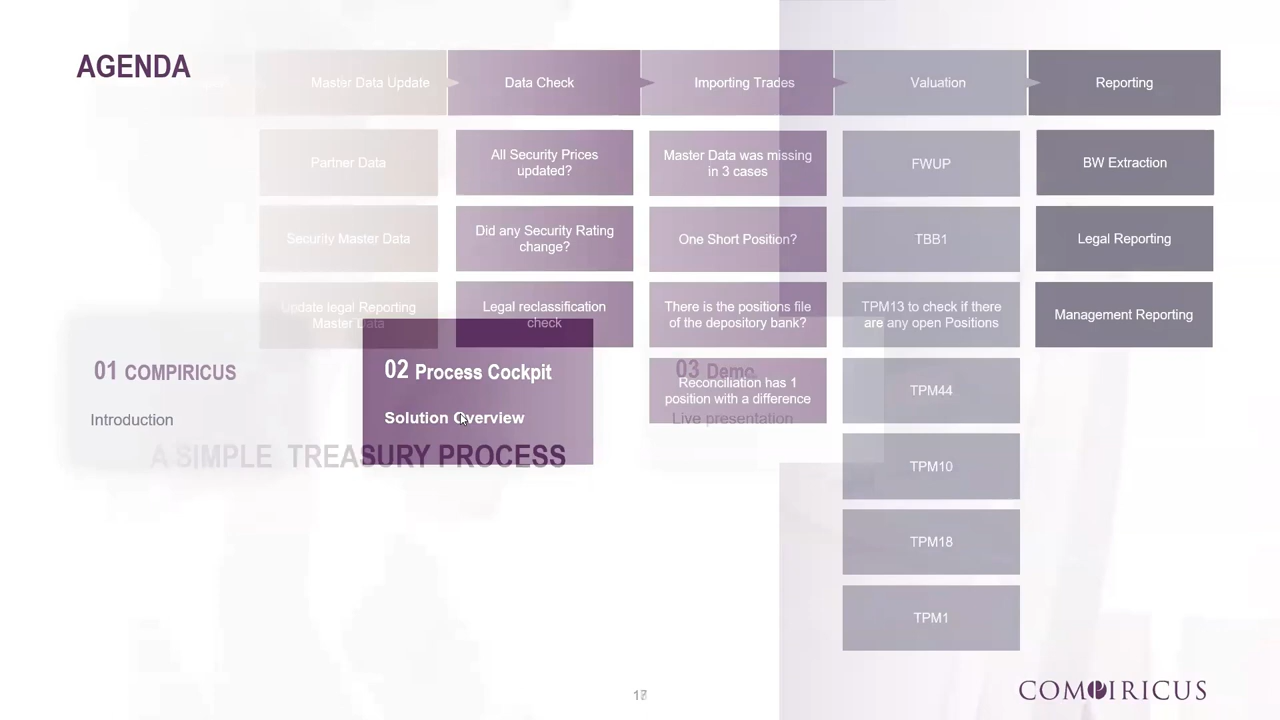 AGENDA
Master Data Update
Data Check
Importing Trades
Valuation
Reporting
Partner Data
All Security Prices
updated?
Master Data was missing
in 3 cases
FWUP
BW Extraction
Security Master Data
Did any Security Rating
change?
One Short Position?
TBB1
Legal Reporting
Update legal Reporting
Master Data
Legal reclassification
check
There is the positions file
of the depository bank?
TPM13 to check if there
are any open Positions
Management Reporting
01 COMPIRICUS
Introduction
02 Process Cockpit
Solution Overview
03 Demo
Live presentation
Reconciliation has 1
position with a difference
TPM44
A SIMPLE TREASURY PROCESS
TPM10
TPM18
TPM1
COMPIRICUS